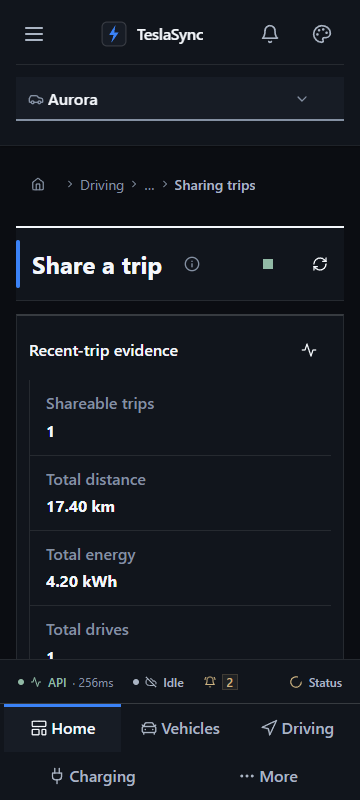 TeslaSync
Aurora
Driving
...
Sharing trips
Share a trip
Recent-trip evidence
Shareable trips
1
Total distance
17.40 km
Total energy
4.20 kWh
Total drives
1
API · 256ms
Idle
2
Status
Home
Vehicles
Driving
Charging
More